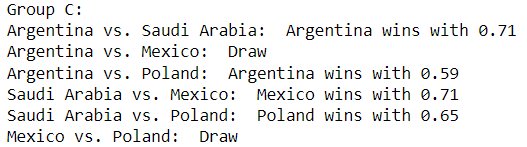 Group C:
Argentina vs. Saudi Arabia:  Argentina wins with 0.71
Argentina vs. Mexico:  Draw
Argentina vs. Poland:  Argentina wins with 0.59
Saudi Arabia vs. Mexico:  Mexico wins with 0.71
Saudi Arabia vs. Poland:  Poland wins with 0.65
Mexico vs. Poland:  Draw